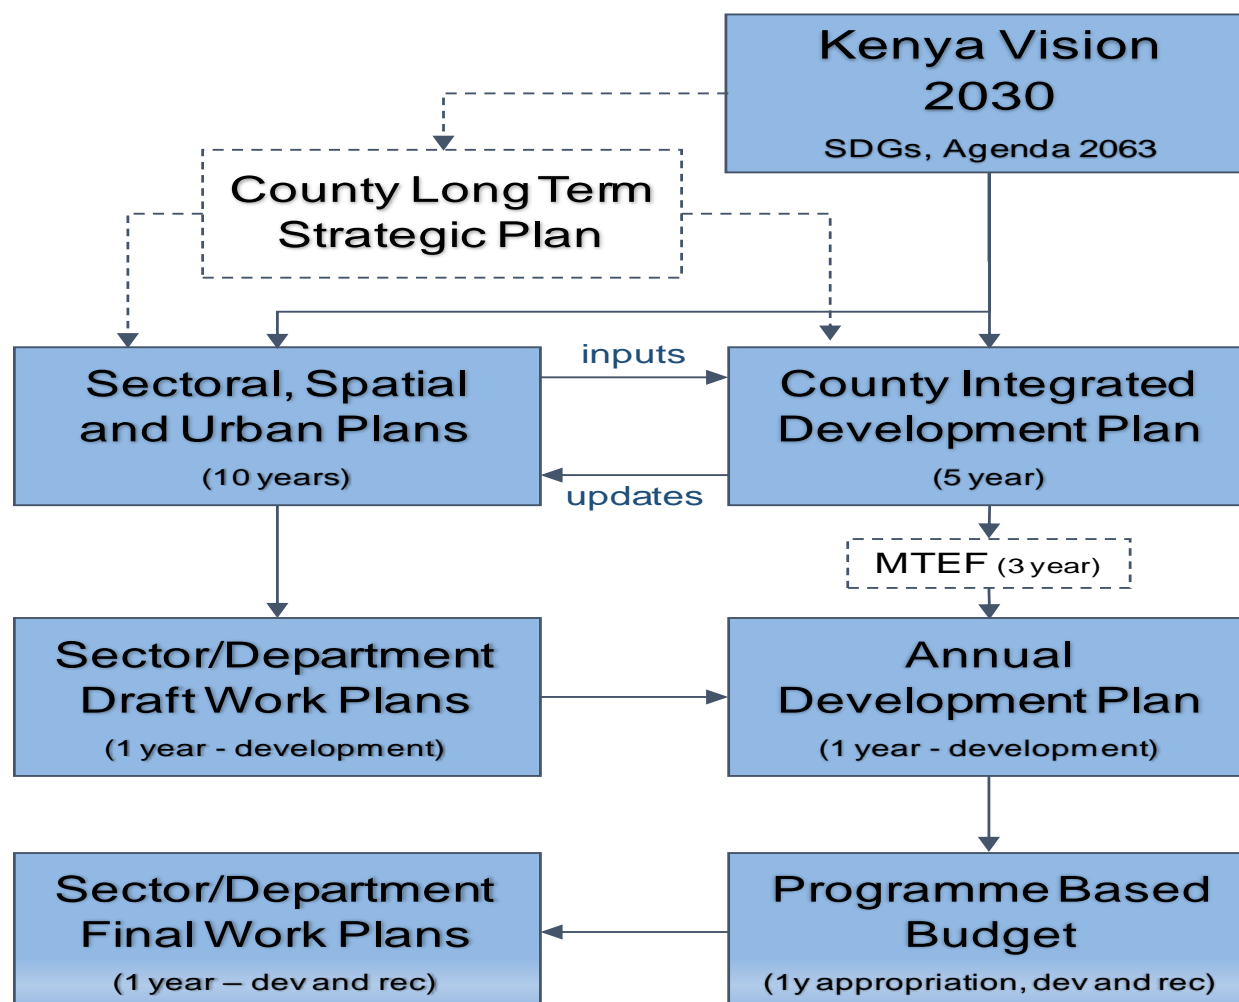 Kenya Vision
2030
SDGs, Agenda 2063
County Long Term
Strategic Plan
Sectoral, Spatial
and Urban Plans
(10 years)
inputs
updates
County Integrated
Development Plan
(5 year)
MTEF (3 year)
Sector/Department
Draft Work Plans
(1 year - development)
Annual
Development Plan
(1 year - development)
Sector/Department
Final Work Plans
(1 year – dev and rec)
Programme Based
Budget
(1y appropriation, dev and rec)